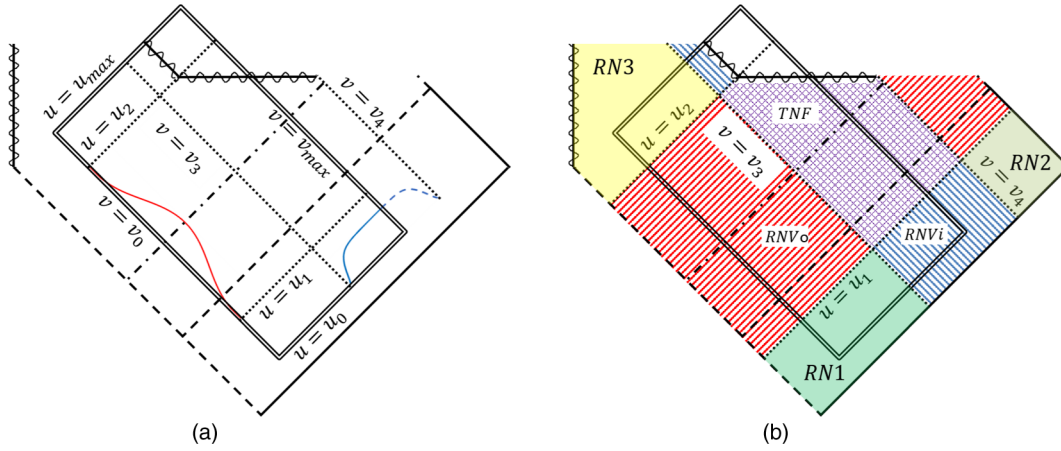 u = u_max
u = u_2
v = v_3
v = v_4
v = v_max
v = v_0
u = u_1
u = u_0
(a)
RN3
u = u_2
v = v_3
TNF
RN2
v = v_4
RNVo
RNVi
u = u_1
RN1
(b)